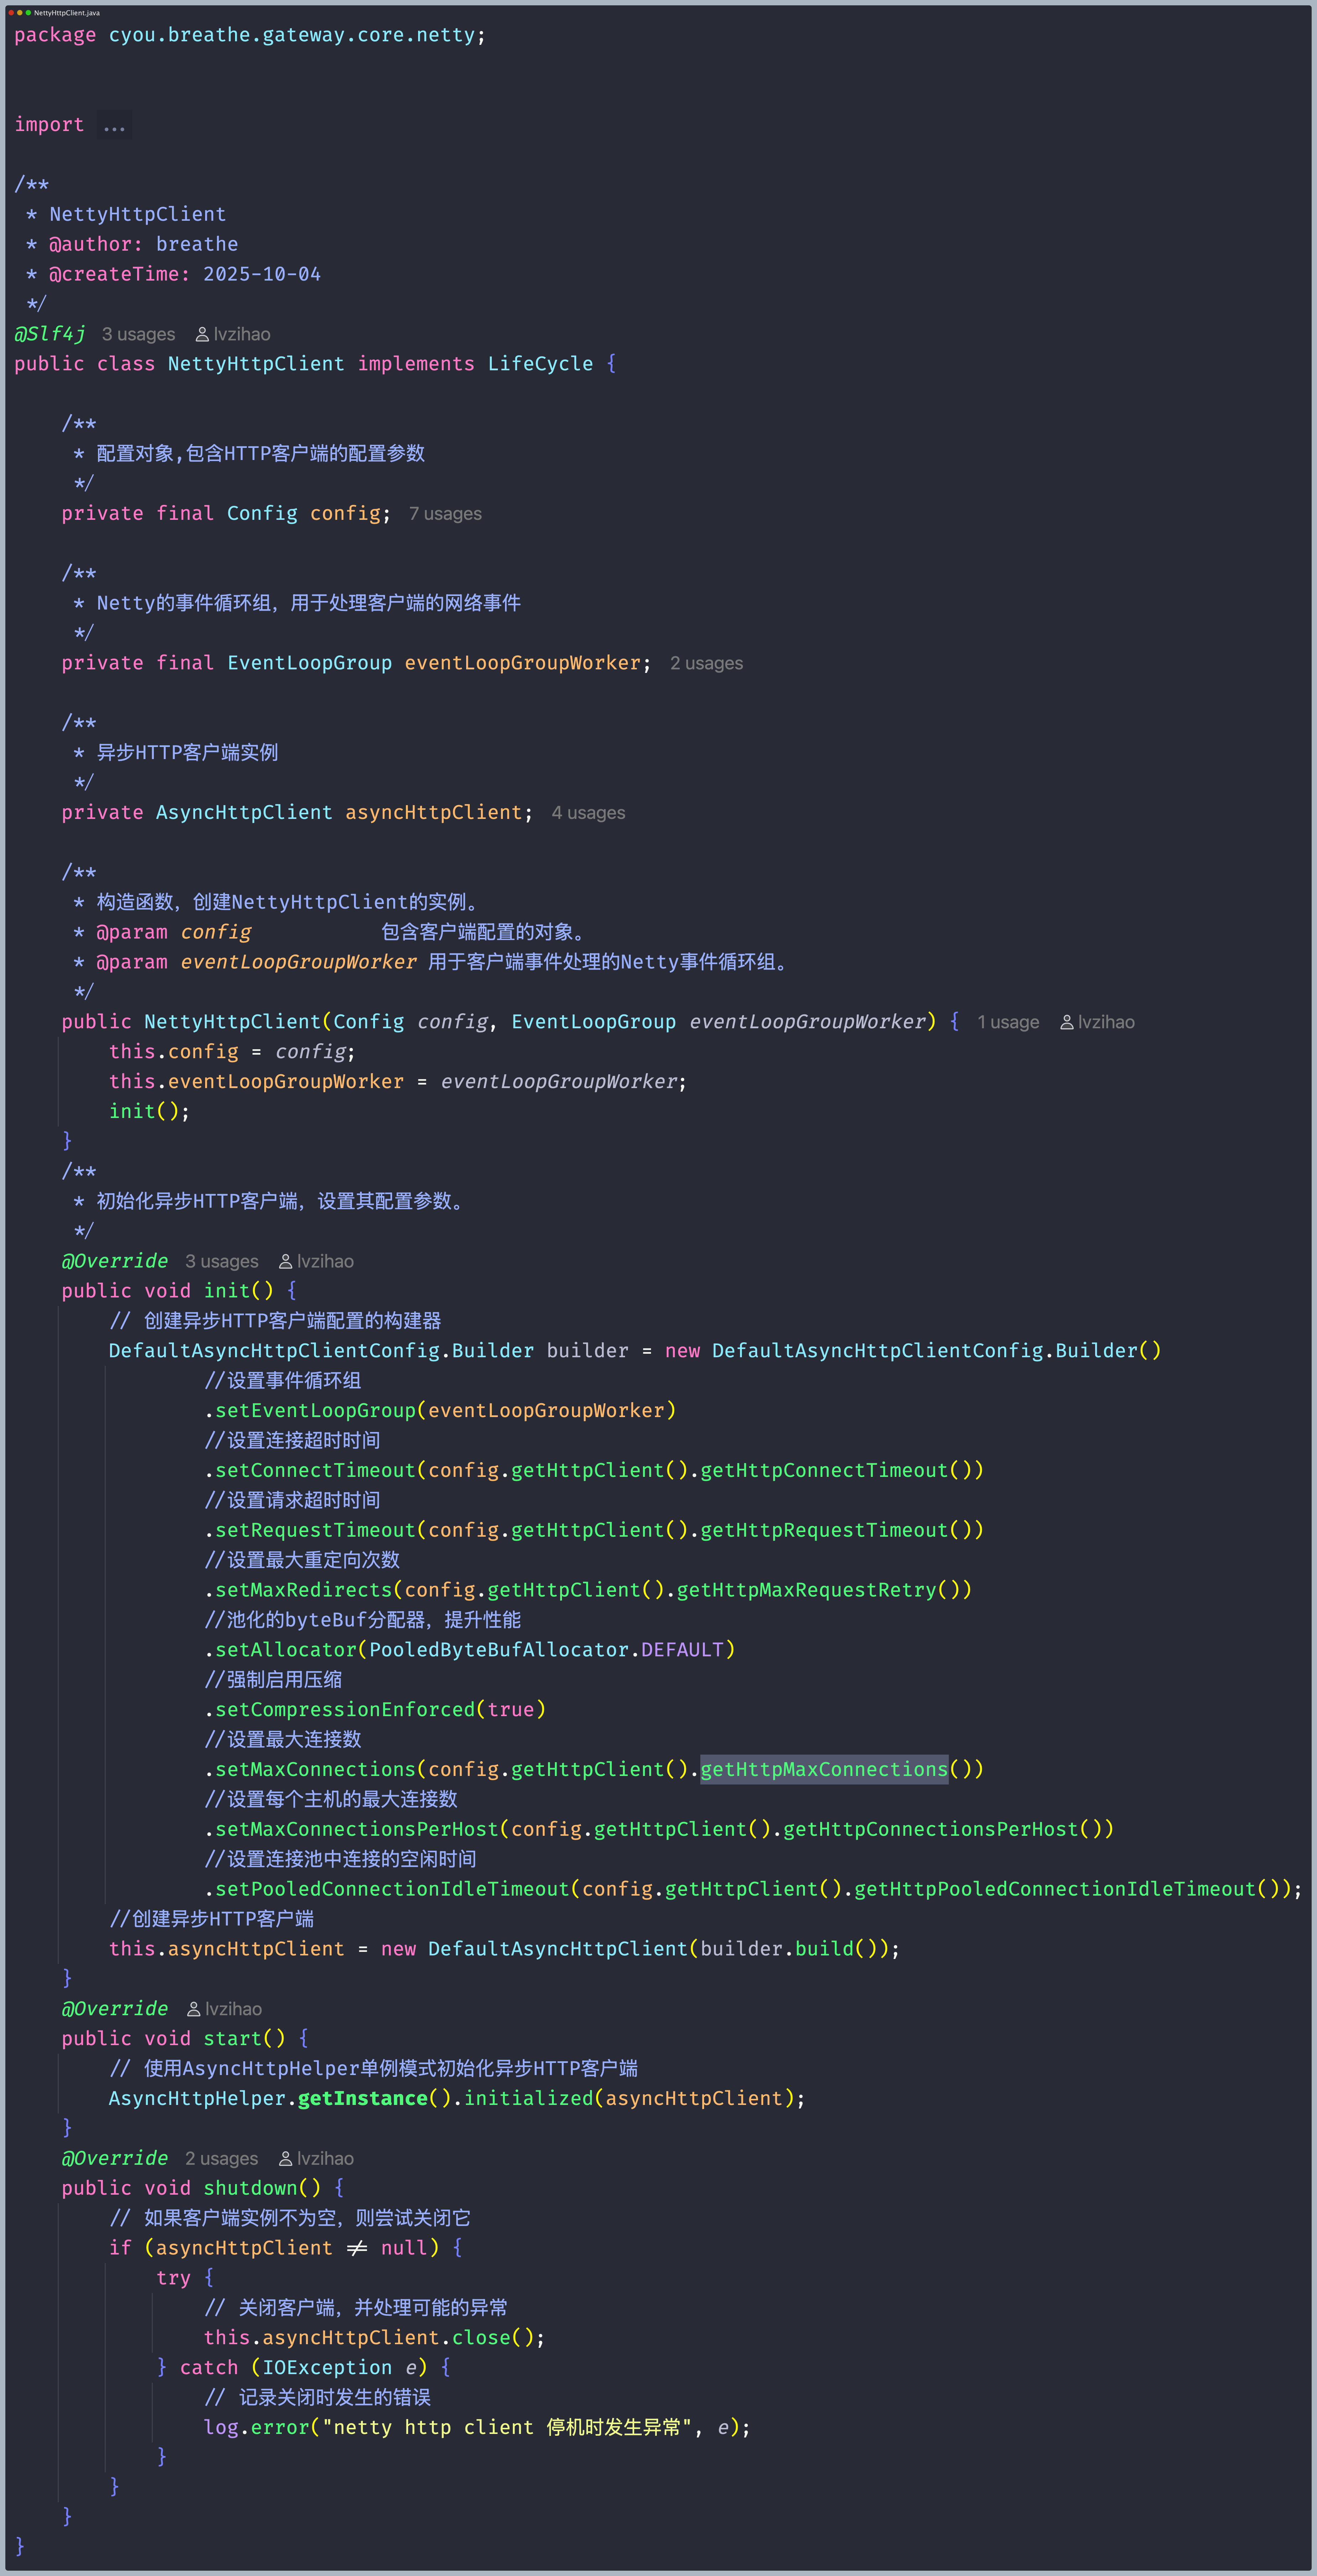 NettyHttpClient.java
package cyou.breathe.gateway.core.netty;
import ...
/**
 * NettyHttpClient
 * @author: breathe
 * @createTime: 2025-10-04
 */
@Slf4j 3 usages lvzihao
public class NettyHttpClient implements LifeCycle {
    /**
     * 配置对象,包含HTTP客户端的配置参数
     */
    private final Config config; 7 usages
    /**
     * Netty的事件循环组，用于处理客户端的网络事件
     */
    private final EventLoopGroup eventLoopGroupWorker; 2 usages
    /**
     * 异步HTTP客户端实例
     */
    private AsyncHttpClient asyncHttpClient; 4 usages
    /**
     * 构造函数，创建NettyHttpClient的实例。
     * @param config           包含客户端配置的对象。
     * @param eventLoopGroupWorker 用于客户端事件处理的Netty事件循环组。
     */
    public NettyHttpClient(Config config, EventLoopGroup eventLoopGroupWorker) { 1 usage lvzihao
        this.config = config;
        this.eventLoopGroupWorker = eventLoopGroupWorker;
        init();
    }
    /**
     * 初始化异步HTTP客户端，设置其配置参数。
     */
    @Override 3 usages lvzihao
    public void init() {
        // 创建异步HTTP客户端配置的构建器
        DefaultAsyncHttpClientConfig.Builder builder = new DefaultAsyncHttpClientConfig.Builder()
                //设置事件循环组
                .setEventLoopGroup(eventLoopGroupWorker)
                //设置连接超时时间
                .setConnectTimeout(config.getHttpClient().getHttpConnectTimeout())
                //设置请求超时时间
                .setRequestTimeout(config.getHttpClient().getHttpRequestTimeout())
                //设置最大重定向次数
                .setMaxRedirects(config.getHttpClient().getHttpMaxRequestRetry())
                //池化的byteBuf分配器，提升性能
                .setAllocator(PooledByteBufAllocator.DEFAULT)
                //强制启用压缩
                .setCompressionEnforced(true)
                //设置最大连接数
                .setMaxConnections(config.getHttpClient().getHttpMaxConnections())
                //设置每个主机的最大连接数
                .setMaxConnectionsPerHost(config.getHttpClient().getHttpConnectionsPerHost())
                //设置连接池中连接的空闲时间
                .setPooledConnectionIdleTimeout(config.getHttpClient().getHttpPooledConnectionIdleTimeout());
        //创建异步HTTP客户端
        this.asyncHttpClient = new DefaultAsyncHttpClient(builder.build());
    }
    @Override lvzihao
    public void start() {
        // 使用AsyncHttpHelper单例模式初始化异步HTTP客户端
        AsyncHttpHelper.getInstance().initialized(asyncHttpClient);
    }
    @Override 2 usages lvzihao
    public void shutdown() {
        // 如果客户端实例不为空，则尝试关闭它
        if (asyncHttpClient != null) {
            try {
                // 关闭客户端，并处理可能的异常
                this.asyncHttpClient.close();
            } catch (IOException e) {
                // 记录关闭时发生的错误
                log.error("netty http client 停机时发生异常", e);
            }
        }
    }
}